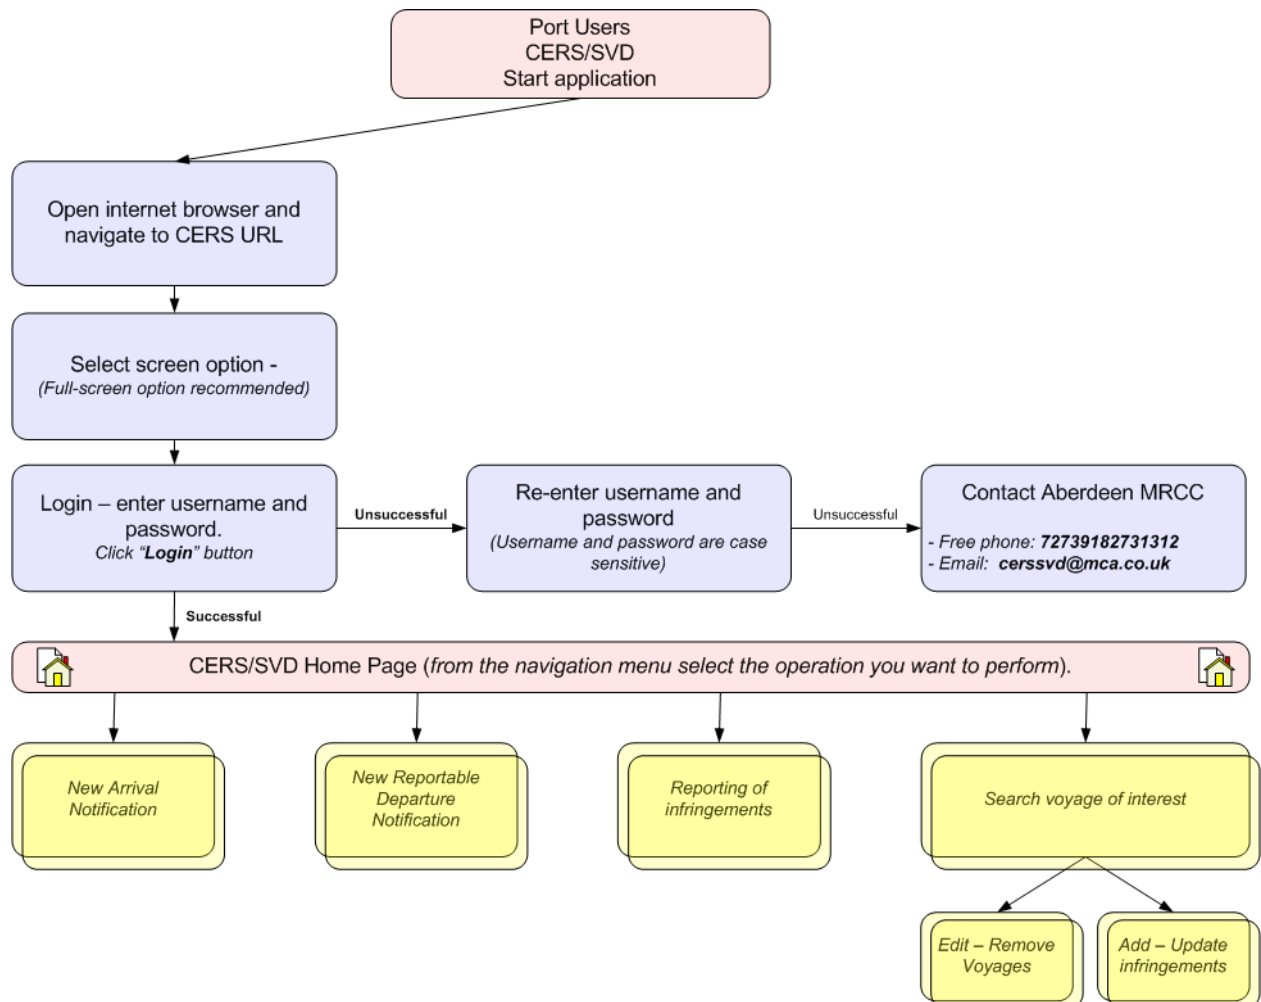 Port Users
CERS/SVD
Start application
Open internet browser and
navigate to CERS URL
Select screen option -
(Full-screen option recommended)
Login – enter username and
password.
Click “Login” button
Unsuccessful
Re-enter username and
password
(Username and password are case
sensitive)
Unsuccessful
Contact Aberdeen MRCC
- Free phone: 72739182731312
- Email: cerssvd@mca.co.uk
Successful
CERS/SVD Home Page (from the navigation menu select the operation you want to perform).
New Arrival
Notification
New Reportable
Departure
Notification
Reporting of
infringements
Search voyage of interest
Edit – Remove
Voyages
Add – Update
infringements